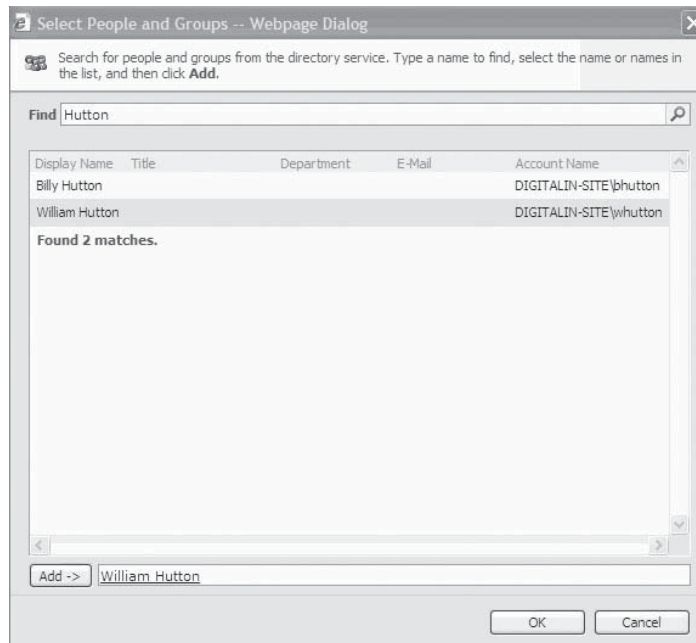 Select People and Groups -- Webpage Dialog
Search for people and groups from the directory service. Type a name to find, select the name or names in
the list, and then click Add.
Find Hutton
Display Name Title Department E-Mail Account Name
Billy Hutton DIGITALIN-SITE\bhutton
William Hutton DIGITALIN-SITE\whutton
Found 2 matches.
Add -> William Hutton
OK Cancel